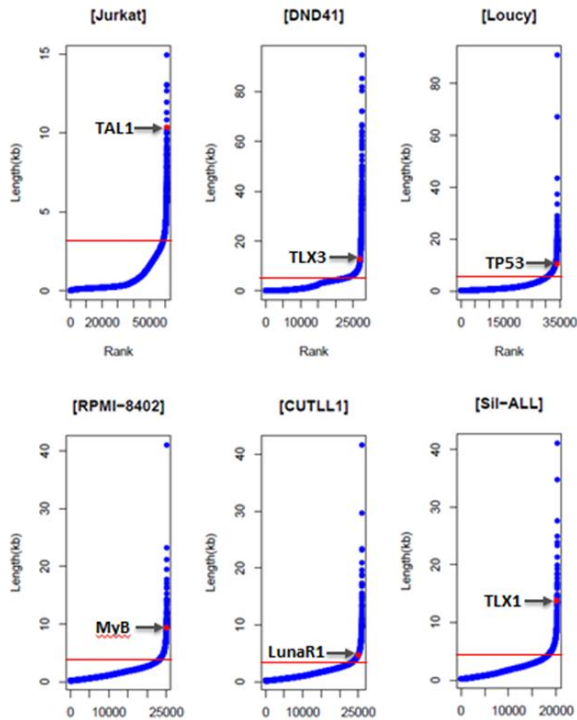 [Jurkat]
Length(kb)
15
10
5
0
TAL1
0 20000 50000
Rank
[DND41]
Length(kb)
80
60
40
20
0
TLX3
0 10000 25000
Rank
[Loucy]
Length(kb)
80
60
40
20
0
TP53
0 15000 35000
Rank
[RPMI-8402]
Length(kb)
40
30
20
10
0
MyB
0 10000 25000
[CUTLL1]
Length(kb)
40
30
20
10
0
LunaR1
0 10000 25000
[Sil-ALL]
Length(kb)
40
30
20
10
0
TLX1
0 10000 20000